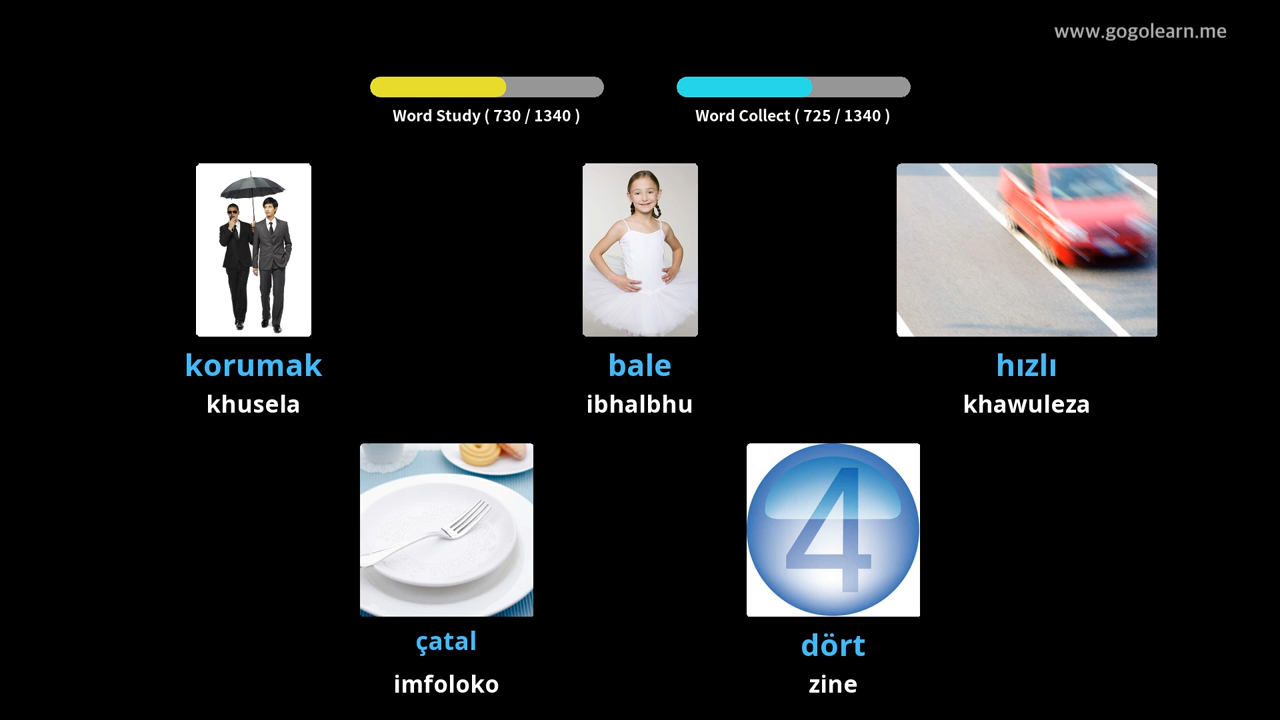 www.gogolearn.me
Word Study ( 730 / 1340 )
Word Collect ( 725 / 1340 )
korumak
khusela
bale
ibhalbhu
hızlı
khawuleza
çatal
imfoloko
4
dört
zine